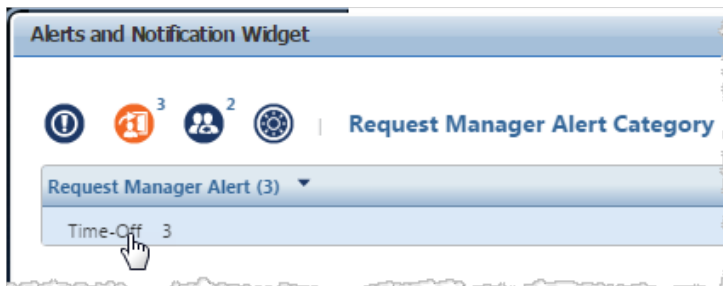 Alerts and Notification Widget
3 2 | Request Manager Alert Category
Request Manager Alert (3)
Time-Off 3